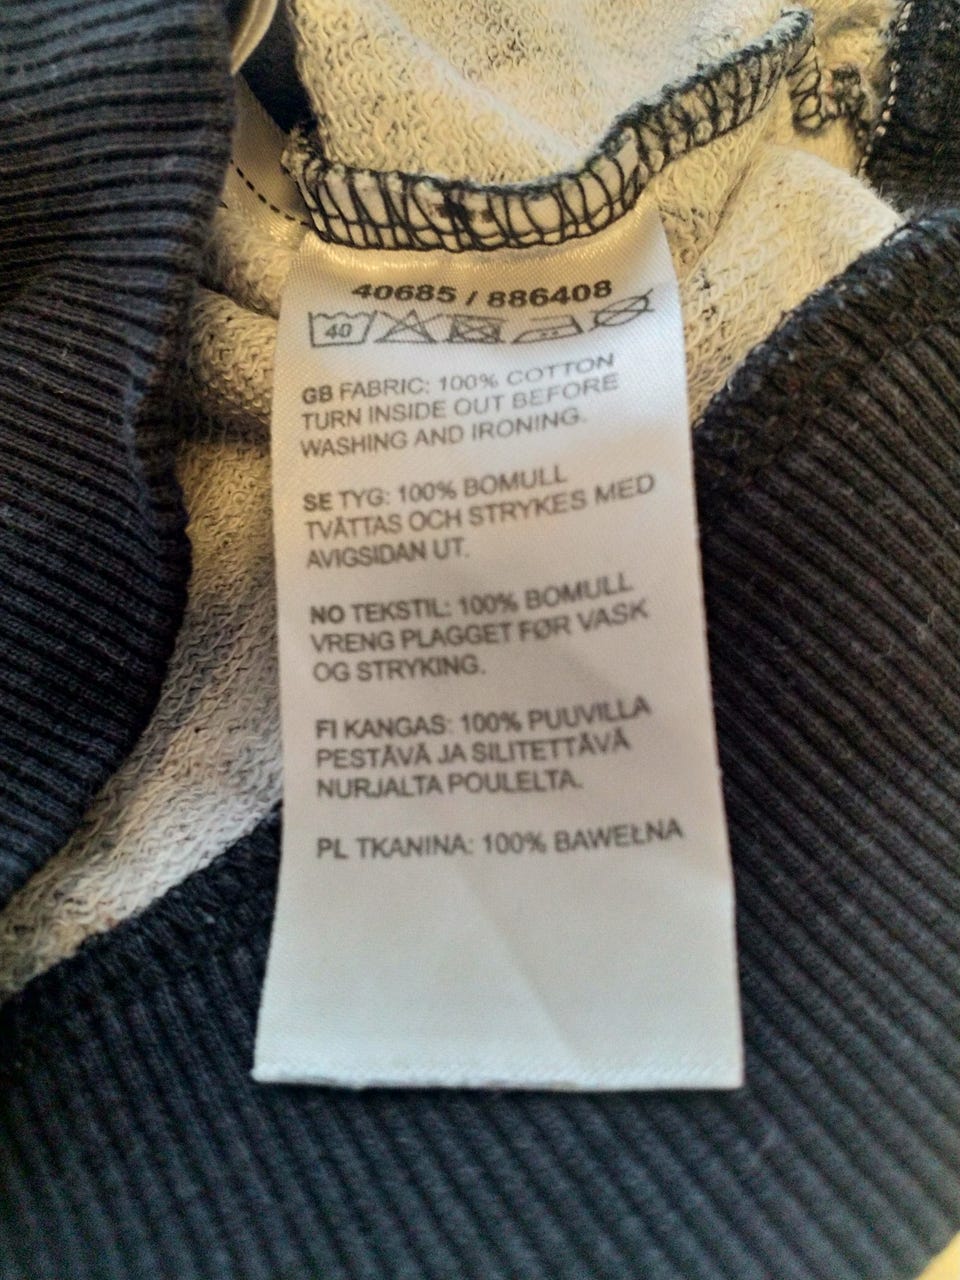 40685 / 886408
40
GB FABRIC: 100% COTTON
TURN INSIDE OUT BEFORE
WASHING AND IRONING.
SE TYG: 100% BOMULL
TVÄTTAS OCH STRYKES MED
AVIGSIDAN UT.
NO TEKSTIL: 100% BOMULL
VRENG PLAGGET FØR VASK
OG STRYKING.
FI KANGAS: 100% PUUVILLA
PESTÄVÄ JA SILITETTÄVÄ
NURJALTA POULELTA.
PL TKANINA: 100% BAWEŁNA